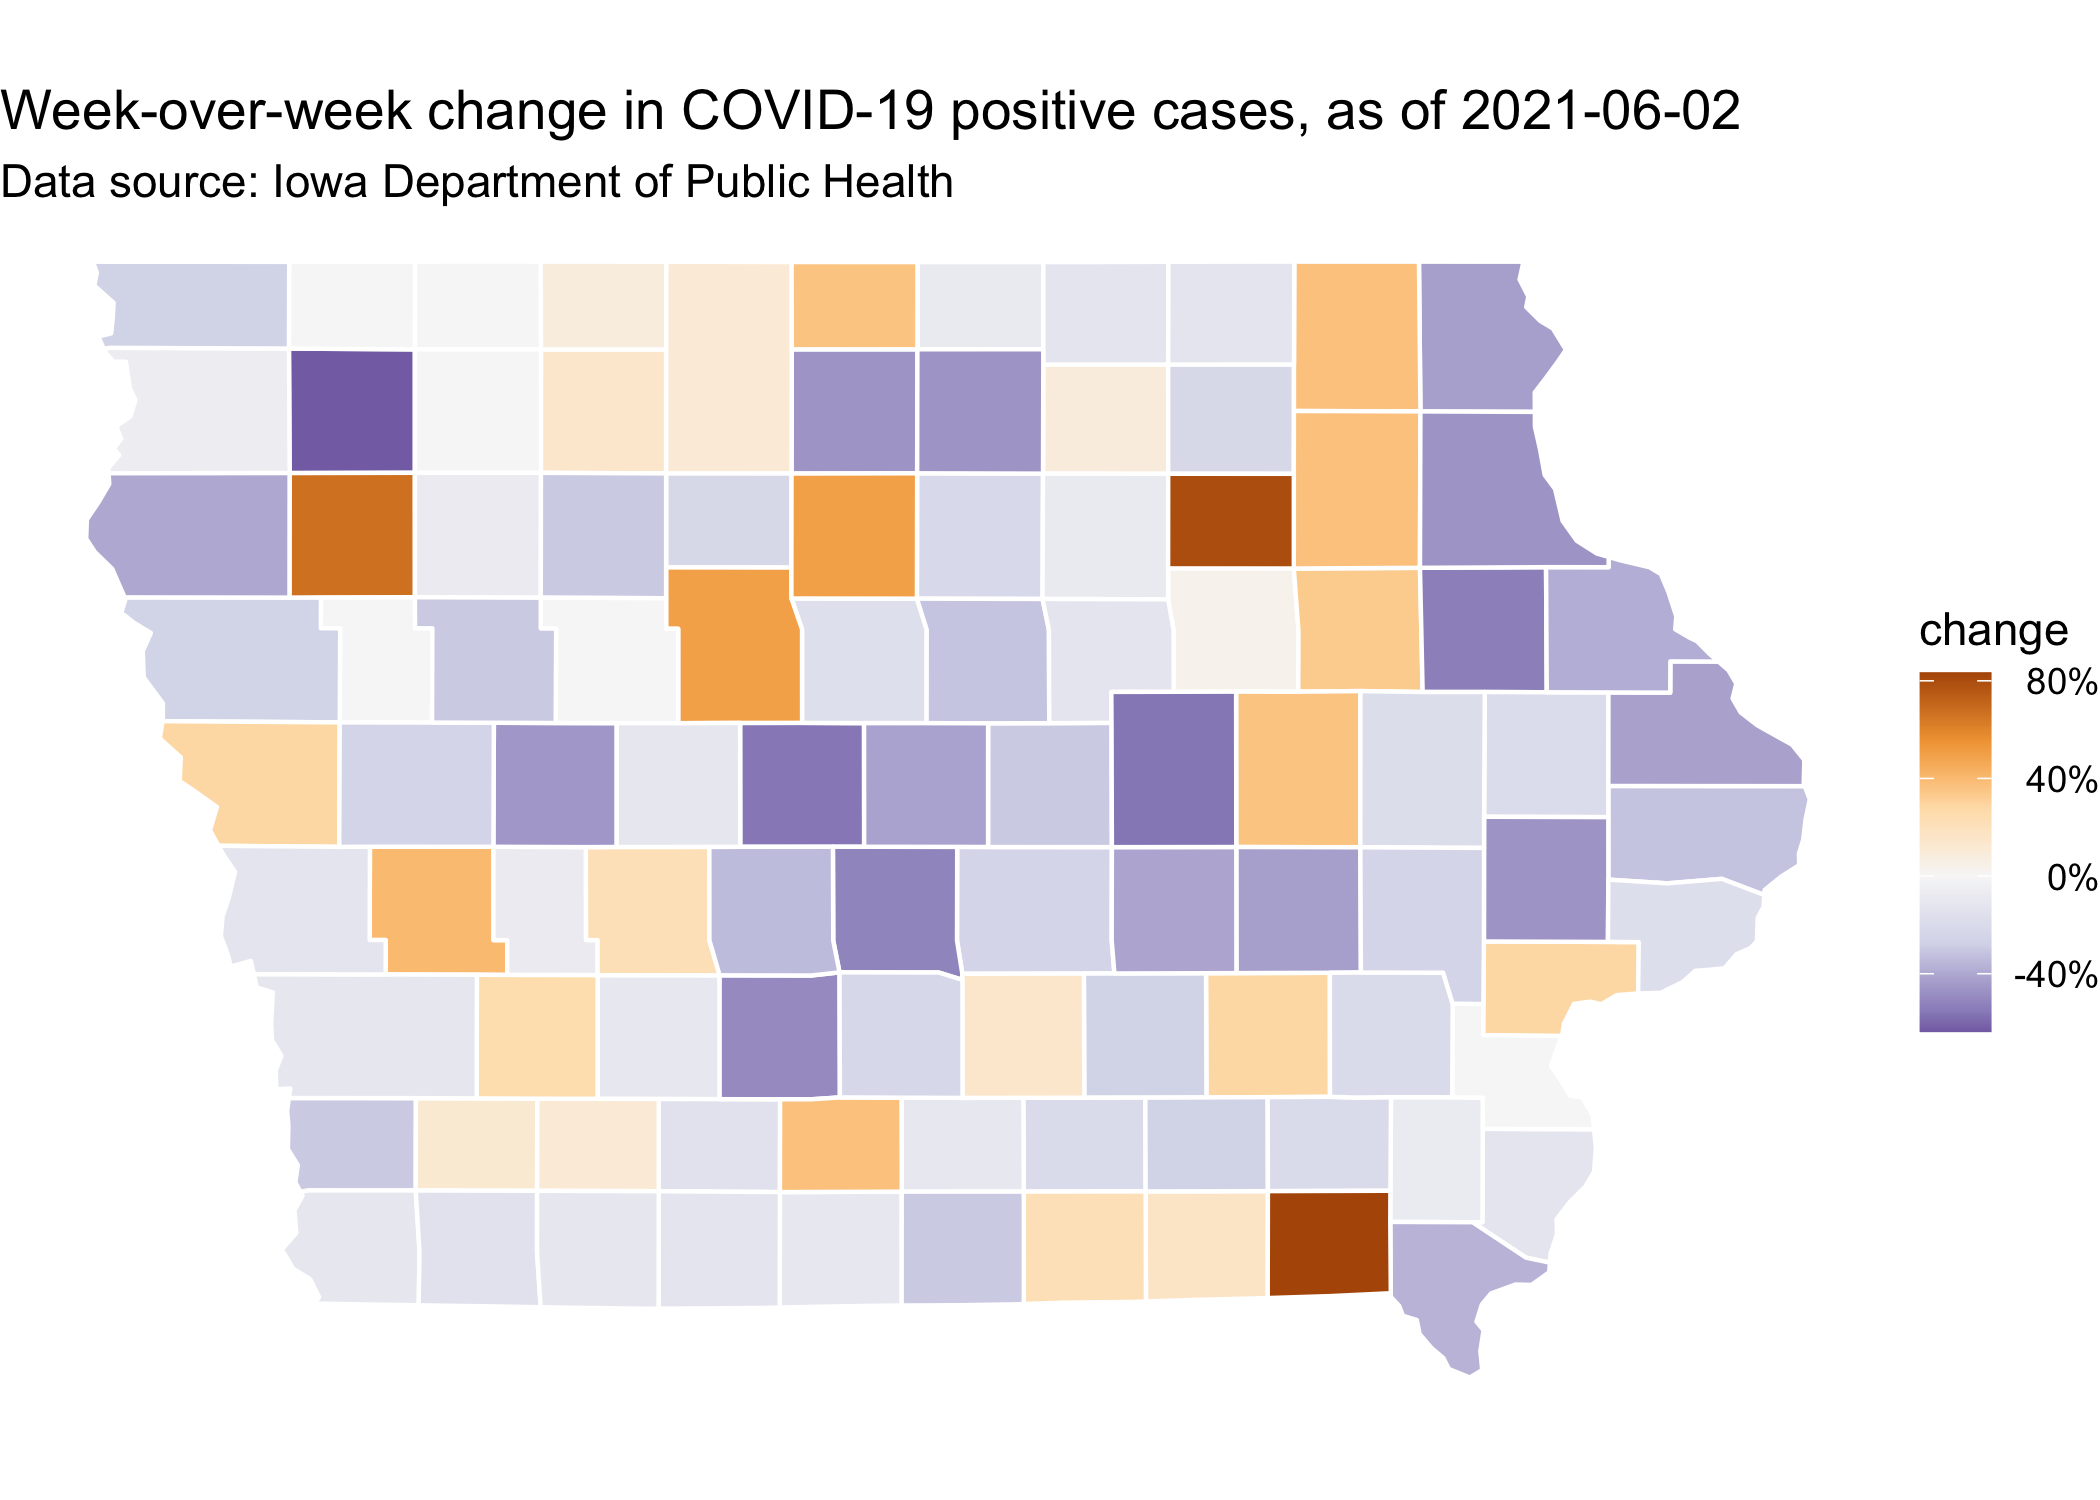 Week-over-week change in COVID-19 positive cases, as of 2021-06-02
Data source: Iowa Department of Public Health
change
80%
40%
0%
-40%